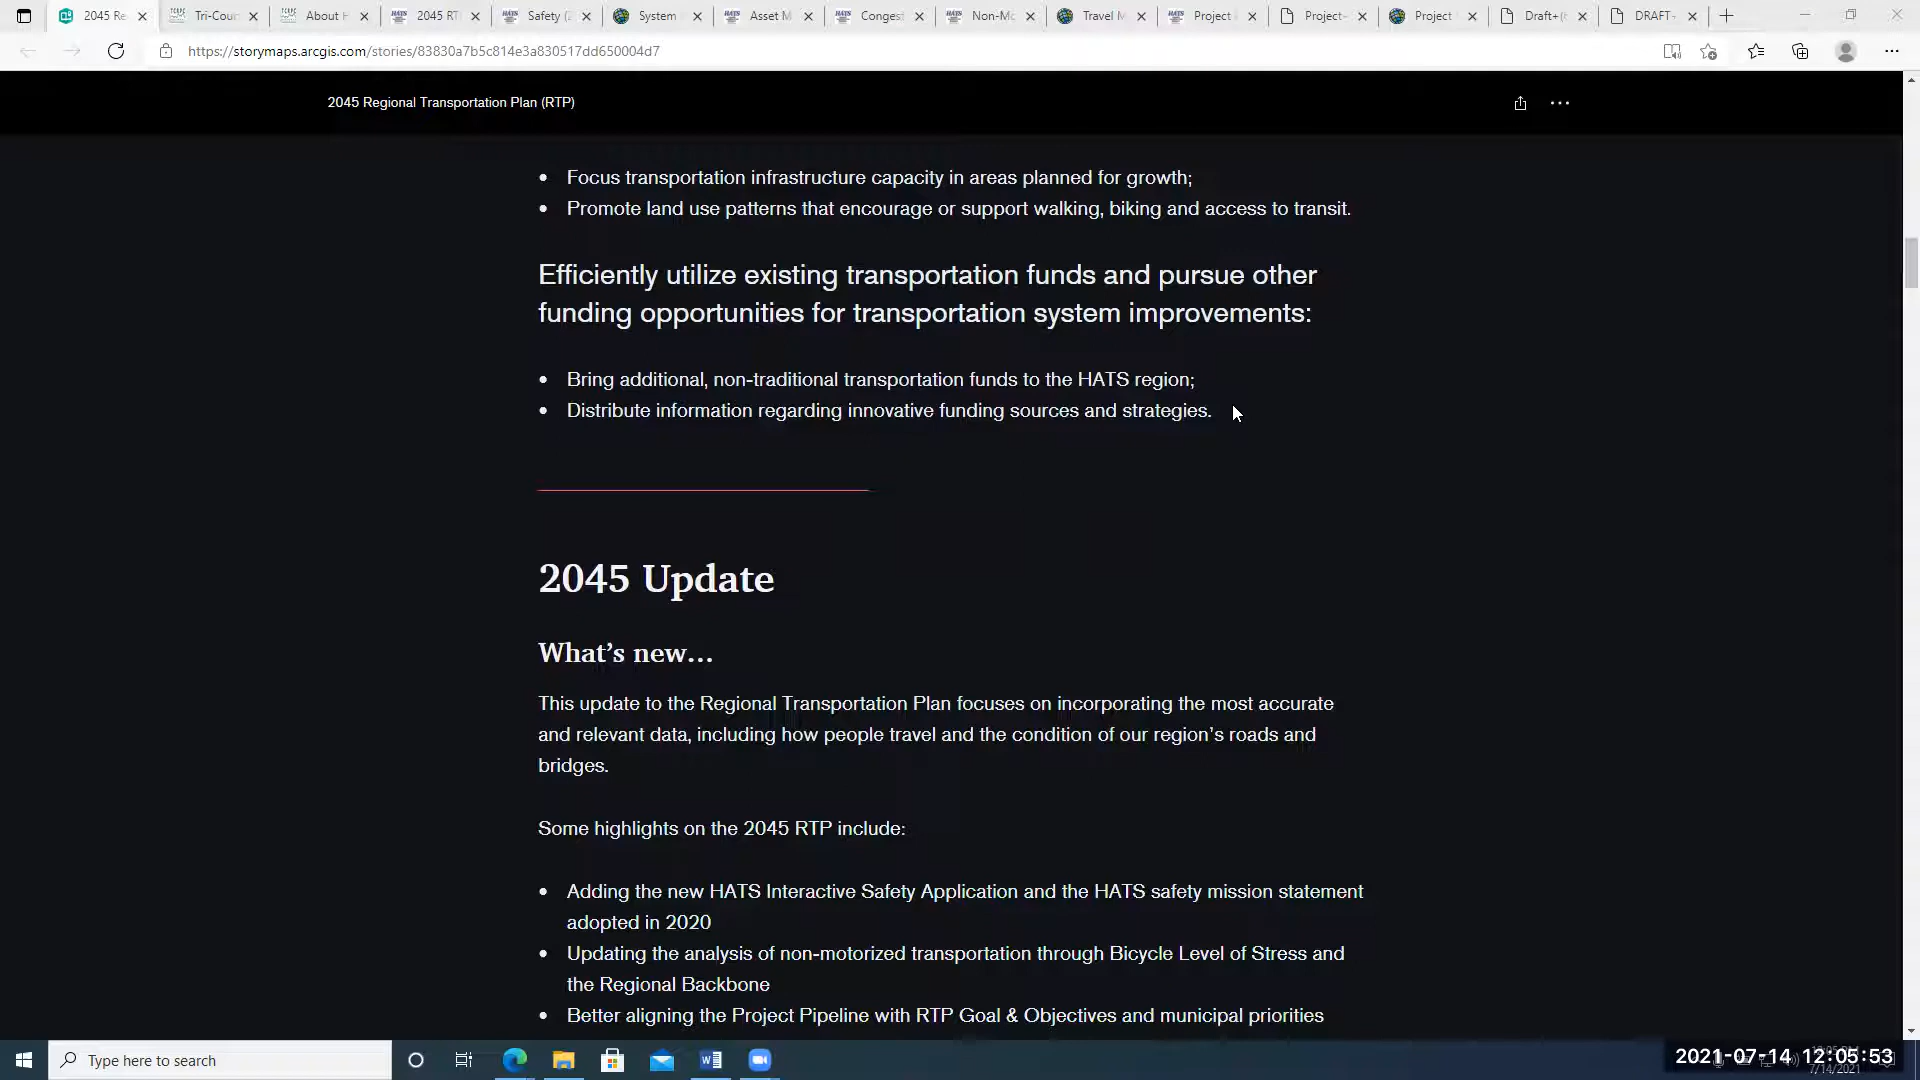 2045 Re
Tri-Coun
About H
2045 RT
Safety (
System
Asset M
Congest
Non-Mo
Travel M
Project
Project-
Project
Draft+(
DRAFT-
https://storymaps.arcgis.com/stories/83830a7b5c814e3a830517dd650004d7
2045 Regional Transportation Plan (RTP)
• Focus transportation infrastructure capacity in areas planned for growth;
• Promote land use patterns that encourage or support walking, biking and access to transit.
Efficiently utilize existing transportation funds and pursue other
funding opportunities for transportation system improvements:
• Bring additional, non-traditional transportation funds to the HATS region;
• Distribute information regarding innovative funding sources and strategies.
2045 Update
What’s new…
This update to the Regional Transportation Plan focuses on incorporating the most accurate
and relevant data, including how people travel and the condition of our region’s roads and
bridges.
Some highlights on the 2045 RTP include:
• Adding the new HATS Interactive Safety Application and the HATS safety mission statement
adopted in 2020
• Updating the analysis of non-motorized transportation through Bicycle Level of Stress and
the Regional Backbone
• Better aligning the Project Pipeline with RTP Goal & Objectives and municipal priorities
Type here to search
2021-07-14 12:05:53
7/14/2021